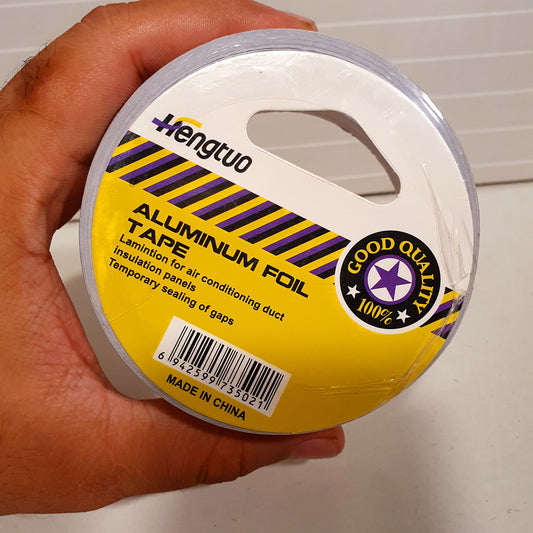 Hengtuo
ALUMINUM FOIL
TAPE
Lamintion for air conditioning duct
insulation panels
Temporary sealing of gaps
GOOD QUALITY
100%
6 942599 735021
MADE IN CHINA